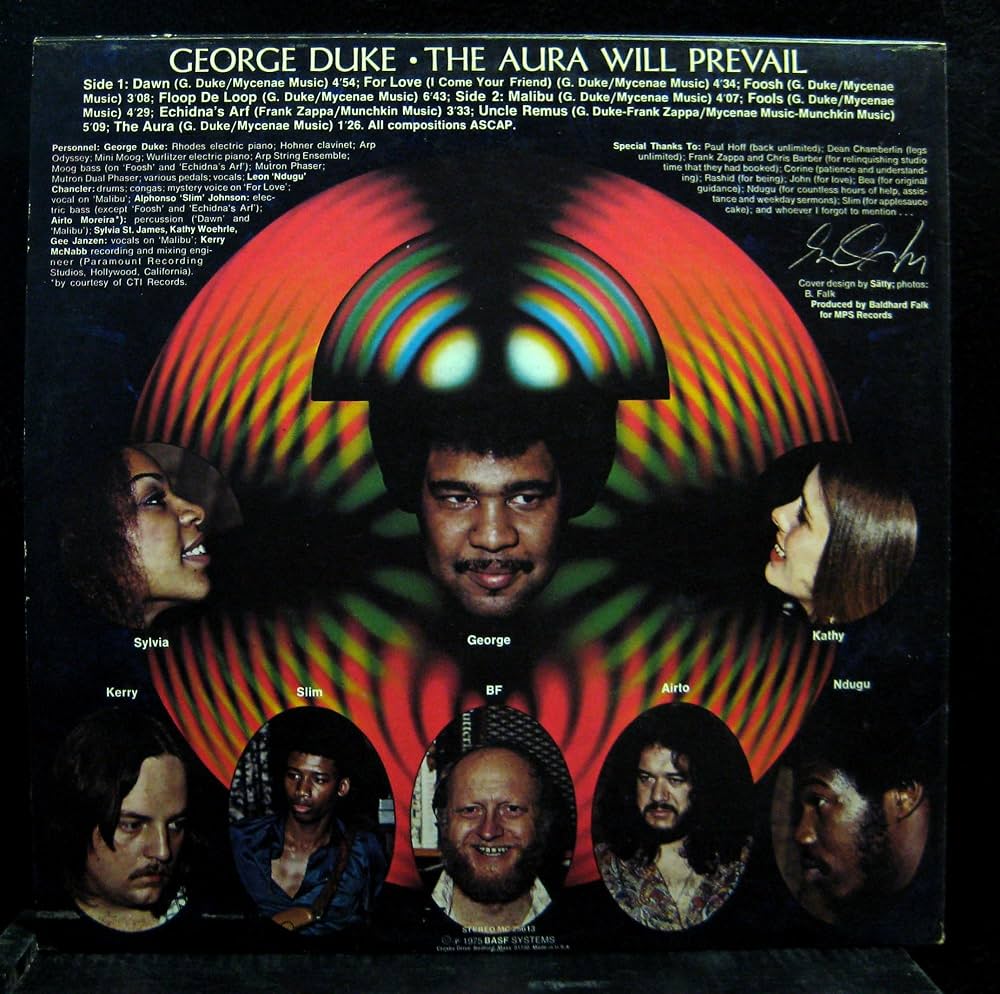 GEORGE DUKE • THE AURA WILL PREVAIL
Side 1: Dawn (G. Duke/Mycenae Music) 4'54; For Love (I Come Your Friend) (G. Duke/Mycenae Music) 4'34; Foosh (G. Duke/Mycenae
Music) 3'08; Floop De Loop (G. Duke/Mycenae Music) 6'43; Side 2: Malibu (G. Duke/Mycenae Music) 4'07; Fools (G. Duke/Mycenae
Music) 4'29; Echidna's Arf (Frank Zappa/Munchkin Music) 3'33; Uncle Remus (G. Duke-Frank Zappa/Mycenae Music-Munchkin Music)
5'09; The Aura (G. Duke/Mycenae Music) 1'26. All compositions ASCAP.
Personnel: George Duke: Rhodes electric piano; Hohner clavinet; Arp
Odyssey; Mini Moog; Wurlitzer electric piano; Arp String Ensemble;
Moog bass (on 'Foosh' and 'Echidna's Arf'); Mutron Phaser;
Mutron Dual Phaser; various pedals; vocals; Leon 'Ndugu'
Chancler: drums; congas; mystery voice on 'For Love';
vocal on 'Malibu'; Alphonso 'Slim' Johnson: elec-
tric bass (except 'Foosh' and 'Echidna's Arf');
Airto Moreira*): percussion ('Dawn' and
'Malibu'); Sylvia St. James, Kathy Woehrle,
Gee Janzen: vocals on 'Malibu'; Kerry
McNabb recording and mixing engi-
neer (Paramount Recording
Studios, Hollywood, California).
*by courtesy of CTI Records.
Special Thanks To: Paul Hoff (back unlimited); Dean Chamberlin (legs
unlimited); Frank Zappa and Chris Barber (for relinquishing studio
time that they had booked); Corine (patience and understand-
ing); Rashid (for being); John (for love); Bea (for original
guidance); Ndugu (for countless hours of help, assis-
tance and weekday sermons); Slim (for applesauce
cake); and whoever I forgot to mention . . .
Cover design by Sätty; photos:
B. Falk
Produced by Baldhard Falk
for MPS Records
Sylvia
George
Kathy
Kerry
Slim
BF
Airto
Ndugu
STEREO MC 25613
© ℗ 1975 BASF SYSTEMS
Crosby Drive, Bedford, Mass. 01730. Made in U.S.A.